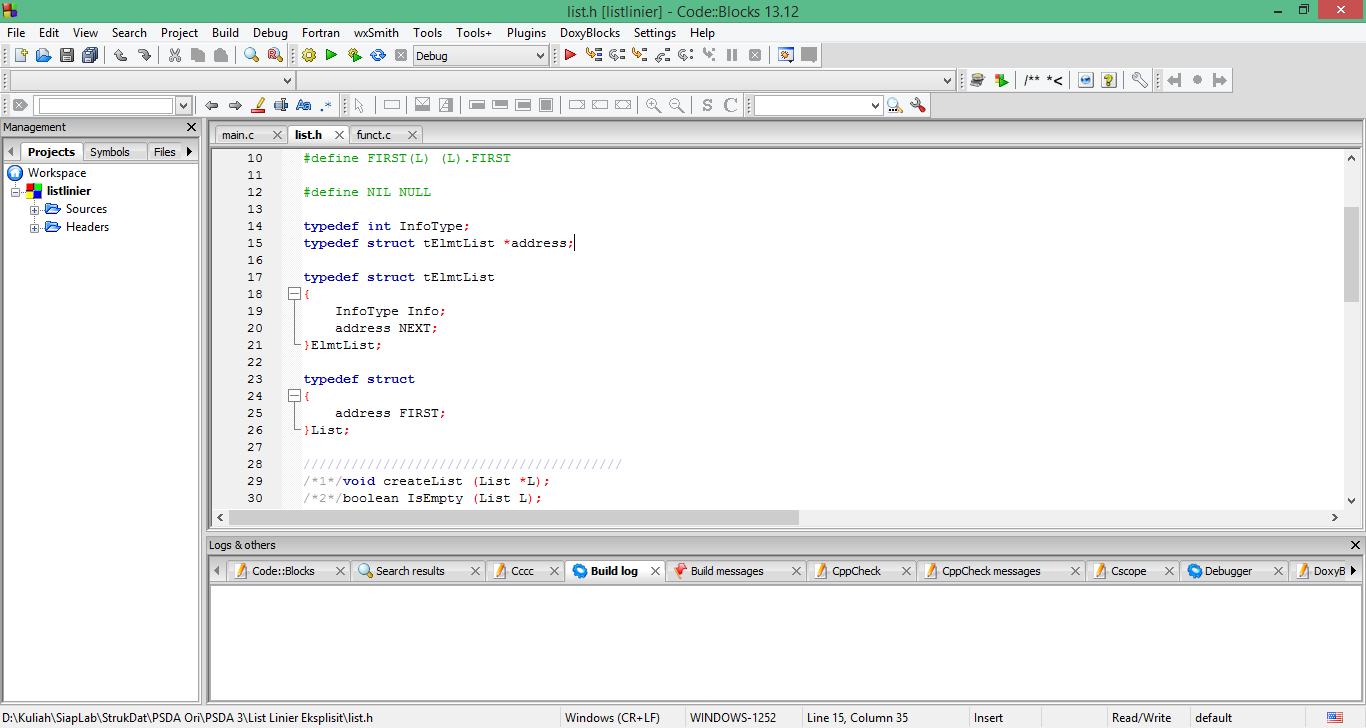 list.h [listlinier] - Code::Blocks 13.12
File Edit View Search Project Build Debug Fortran wxSmith Tools Tools+ Plugins DoxyBlocks Settings Help
Debug
/** *<
Aa .*
S C
Management
Projects Symbols Files
Workspace
listlinier
Sources
Headers
main.c list.h funct.c
10 #define FIRST(L) (L).FIRST
11
12 #define NIL NULL
13
14 typedef int InfoType;
15 typedef struct tElmtList *address;
16
17 typedef struct tElmtList
18 {
19 InfoType Info;
20 address NEXT;
21 }ElmtList;
22
23 typedef struct
24 {
25 address FIRST;
26 }List;
27
28 ////////////////////////////////////////
29 /*1*/void createList (List *L);
30 /*2*/boolean IsEmpty (List L);
Logs & others
Code::Blocks Search results Cccc Build log Build messages CppCheck CppCheck messages Cscope Debugger DoxyB
D:\Kuliah\SiapLab\StrukDat\PSDA Ori\PSDA 3\List Linier Eksplisit\list.h Windows (CR+LF) WINDOWS-1252 Line 15, Column 35 Insert Read/Write default